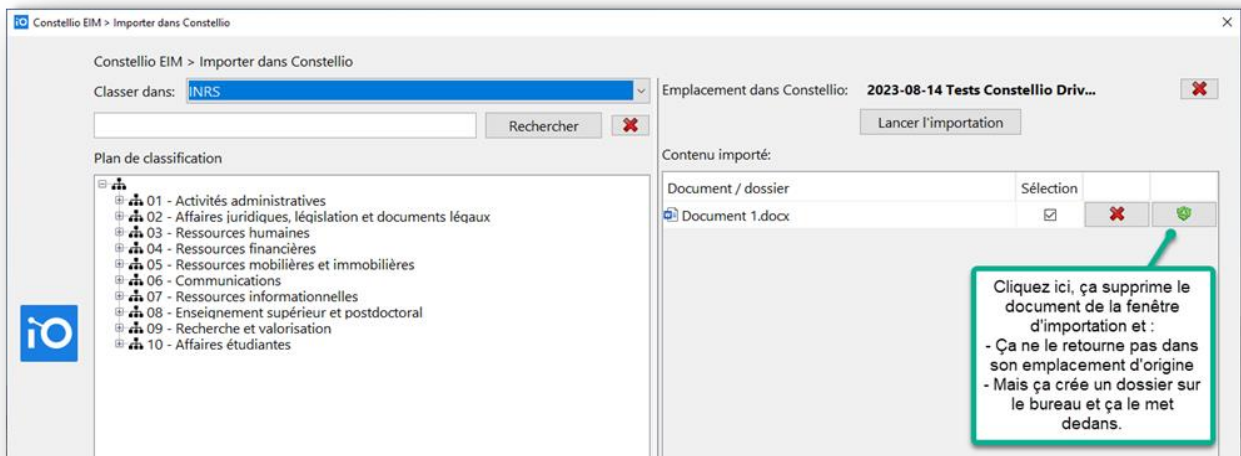 Constellio EIM > Importer dans Constellio
Constellio EIM > Importer dans Constellio
Classer dans: INRS
Rechercher
Plan de classification
01 - Activités administratives
02 - Affaires juridiques, législation et documents légaux
03 - Ressources humaines
04 - Ressources financières
05 - Ressources mobilières et immobilières
06 - Communications
07 - Ressources informationnelles
08 - Enseignement supérieur et postdoctoral
09 - Recherche et valorisation
10 - Affaires étudiantes
iO
Emplacement dans Constellio: 2023-08-14 Tests Constellio Driv...
Lancer l'importation
Contenu importé:
Document / dossier Sélection
Document 1.docx
Cliquez ici, ça supprime le
document de la fenêtre
d'importation et :
- Ça ne le retourne pas dans
son emplacement d'origine
- Mais ça crée un dossier sur
le bureau et ça le met
dedans.